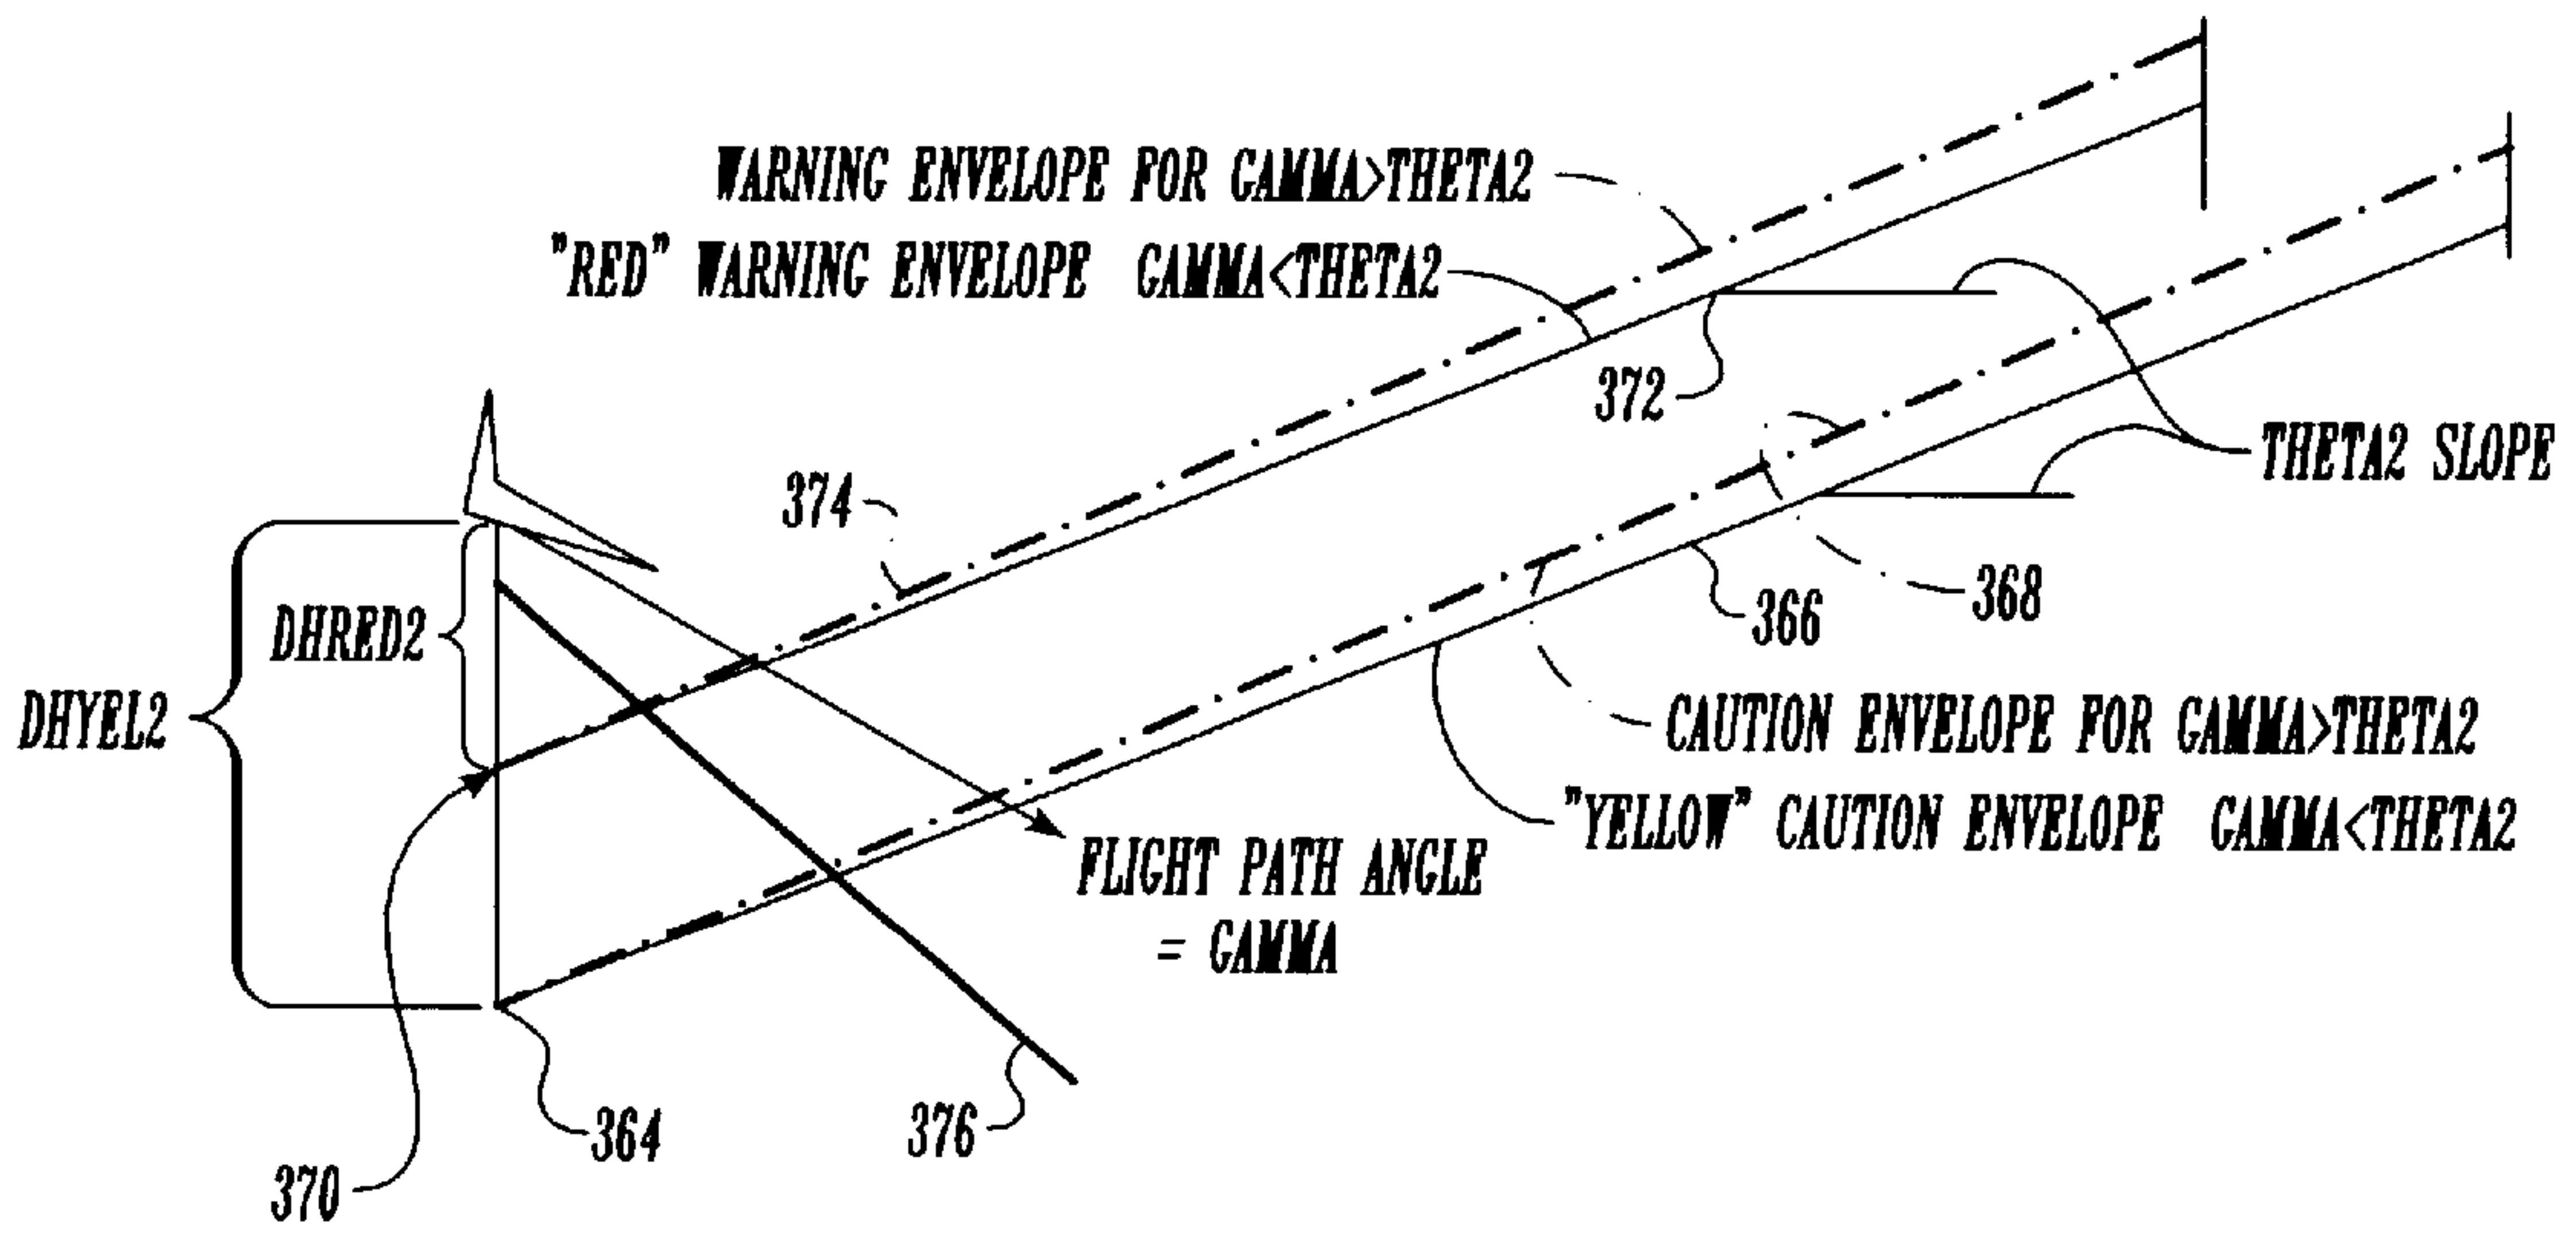 WARNING ENVELOPE FOR GAMMA>THETA2
"RED" WARNING ENVELOPE GAMMA<THETA2
372
374
THETA2 SLOPE
368
366
DHRED2
DHYEL2
CAUTION ENVELOPE FOR GAMMA>THETA2
"YELLOW" CAUTION ENVELOPE GAMMA<THETA2
FLIGHT PATH ANGLE
= GAMMA
364
376
370